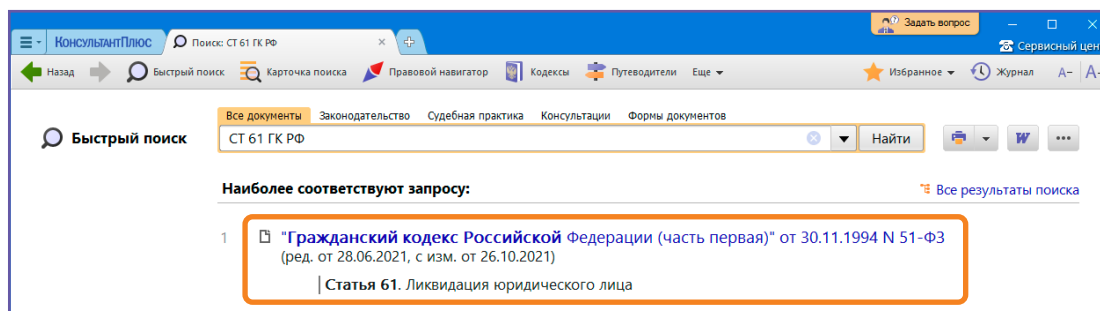 Задать вопрос
КонсультантПлюс Поиск: СТ 61 ГК РФ
Сервисный цен
Назад Быстрый поиск Карточка поиска Правовой навигатор Кодексы Путеводители Еще Избранное Журнал А- А-
Все документы Законодательство Судебная практика Консультации Формы документов
Быстрый поиск СТ 61 ГК РФ Найти W
Наиболее соответствуют запросу: Все результаты поиска
1 "Гражданский кодекс Российской Федерации (часть первая)" от 30.11.1994 N 51-ФЗ
(ред. от 28.06.2021, с изм. от 26.10.2021)
Статья 61. Ликвидация юридического лица